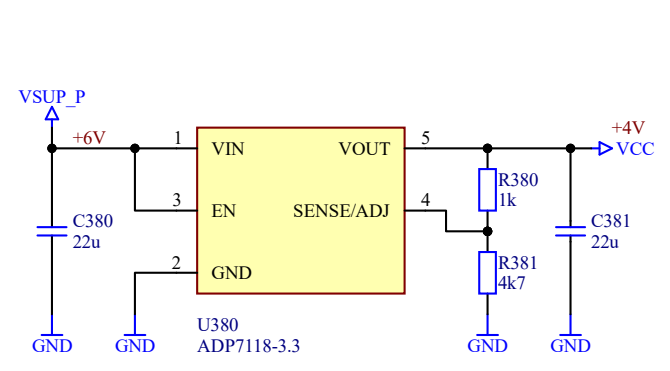 VSUP_P
+6V
+4V
VCC
1
VIN
VOUT
5
3
EN
SENSE/ADJ
4
2
GND
R380
1k
C380
22u
C381
22u
R381
4k7
GND
GND
U380
ADP7118-3.3
GND
GND